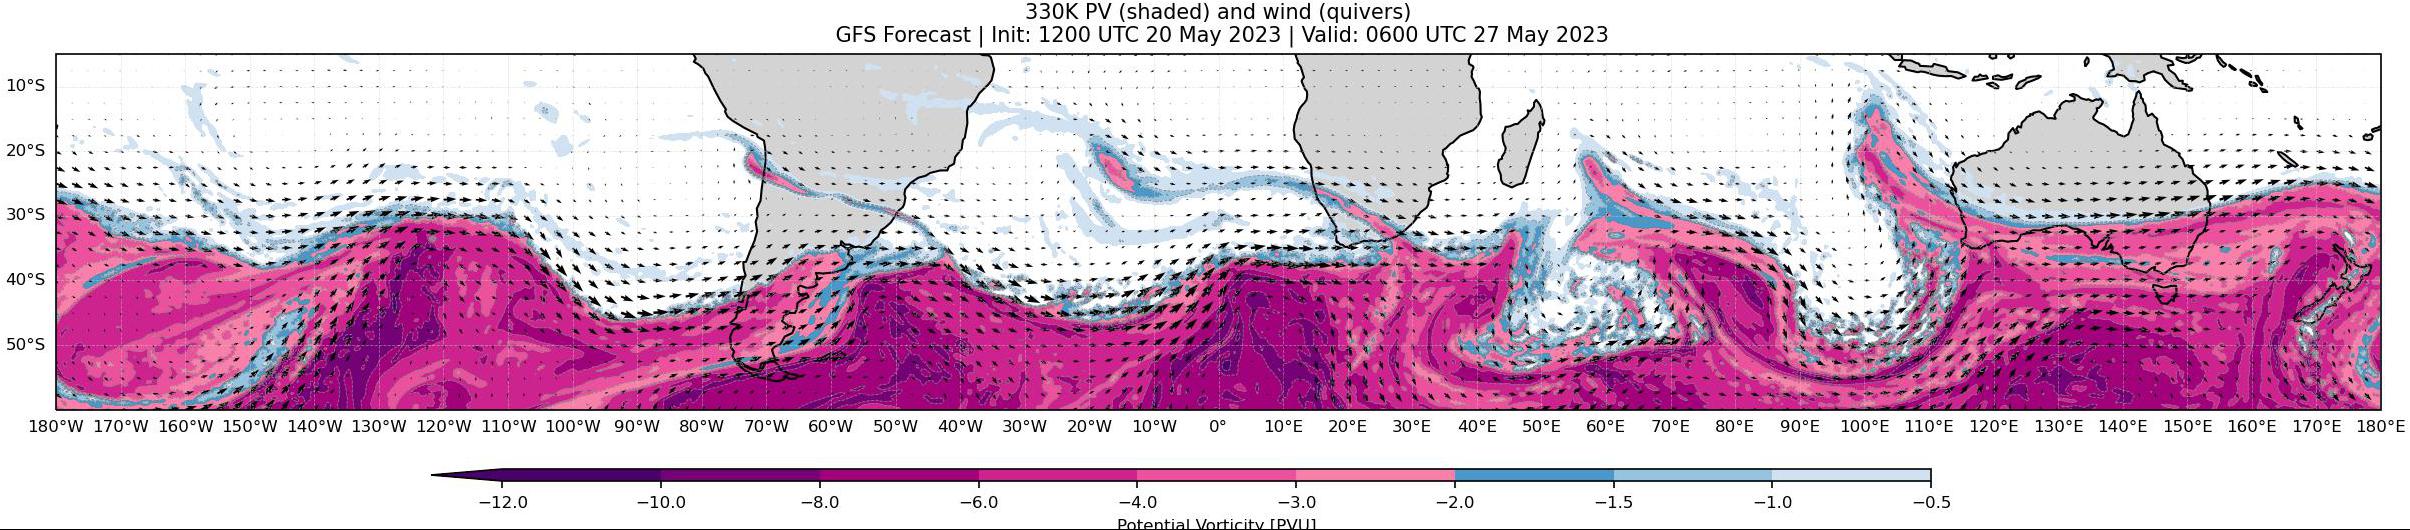 330K PV (shaded) and wind (quivers)
GFS Forecast | Init: 1200 UTC 20 May 2023 | Valid: 0600 UTC 27 May 2023
10°S
20°S
30°S
40°S
50°S
180°W 170°W 160°W 150°W 140°W 130°W 120°W 110°W 100°W 90°W 80°W 70°W 60°W 50°W 40°W 30°W 20°W 10°W 0° 10°E 20°E 30°E 40°E 50°E 60°E 70°E 80°E 90°E 100°E 110°E 120°E 130°E 140°E 150°E 160°E 170°E 180°E
−12.0 −10.0 −8.0 −6.0 −4.0 −3.0 −2.0 −1.5 −1.0 −0.5
Potential Vorticity [PVU]